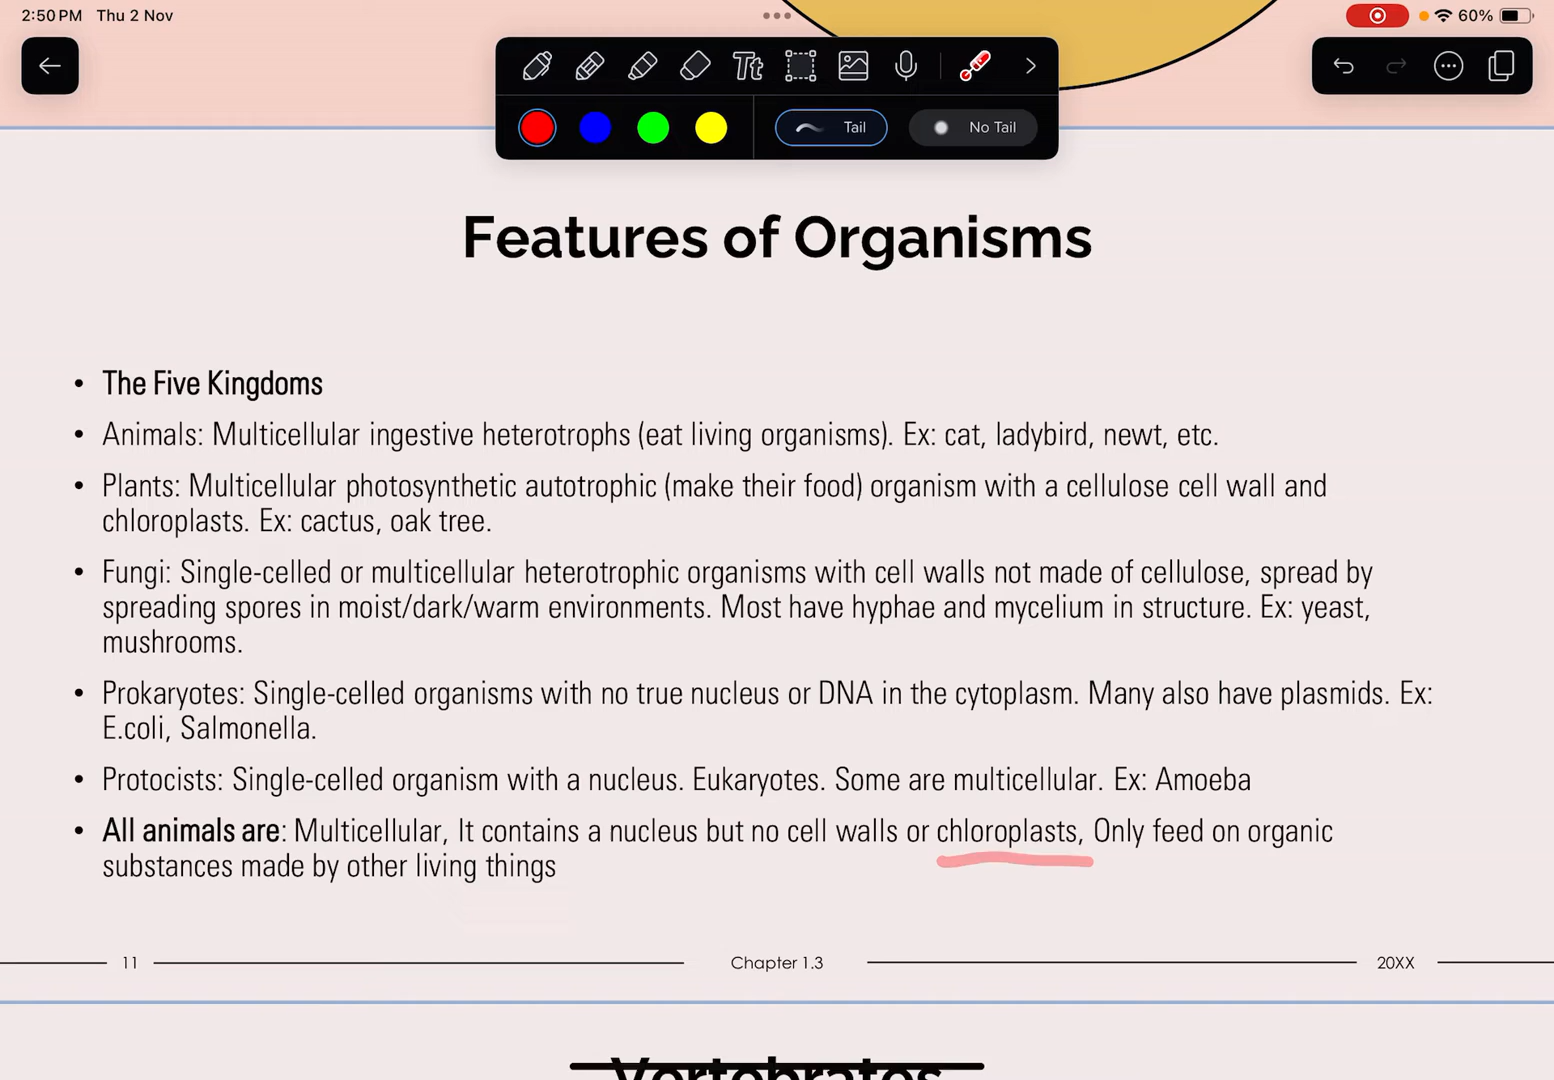 2:50 PM Thu 2 Nov
60%
Tt
Tail
No Tail
Features of Organisms
• The Five Kingdoms
• Animals: Multicellular ingestive heterotrophs (eat living organisms). Ex: cat, ladybird, newt, etc.
• Plants: Multicellular photosynthetic autotrophic (make their food) organism with a cellulose cell wall and
chloroplasts. Ex: cactus, oak tree.
• Fungi: Single-celled or multicellular heterotrophic organisms with cell walls not made of cellulose, spread by
spreading spores in moist/dark/warm environments. Most have hyphae and mycelium in structure. Ex: yeast,
mushrooms.
• Prokaryotes: Single-celled organisms with no true nucleus or DNA in the cytoplasm. Many also have plasmids. Ex:
E.coli, Salmonella.
• Protocists: Single-celled organism with a nucleus. Eukaryotes. Some are multicellular. Ex: Amoeba
• All animals are: Multicellular, It contains a nucleus but no cell walls or chloroplasts, Only feed on organic
substances made by other living things
11
Chapter 1.3
20XX
Vertebrates